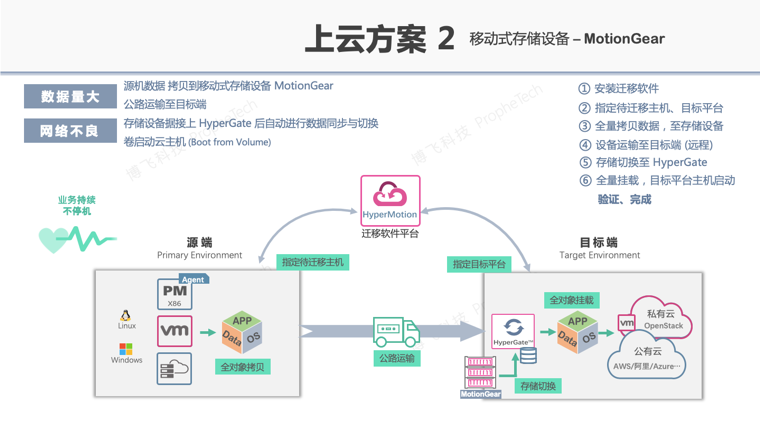 上云方案 2 移动式存储设备 – MotionGear
数据量大
网络不良
源机数据 拷贝到移动式存储设备 MotionGear
公路运输至目标端
存储设备据接上 HyperGate 后自动进行数据同步与切换
卷启动云主机 (Boot from Volume)
① 安装迁移软件
② 指定待迁移主机、目标平台
③ 全量拷贝数据，至存储设备
④ 设备运输至目标端 (远程)
⑤ 存储切换至 HyperGate
⑥ 全量挂载，目标平台主机启动
验证、完成
博飞科技 PropheTech
博飞科技 PropheTech
业务持续
不停机
HyperMotion
迁移软件平台
源端
Primary Environment
目标端
Target Environment
指定待迁移主机
指定目标平台
Agent
PM
X86
Linux
Windows
vm
APP
Data
OS
全对象拷贝
公路运输
全对象挂载
HyperGate™
APP
Data
OS
vm
私有云
OpenStack
公有云
AWS/阿里/Azure…
MotionGear
存储切换